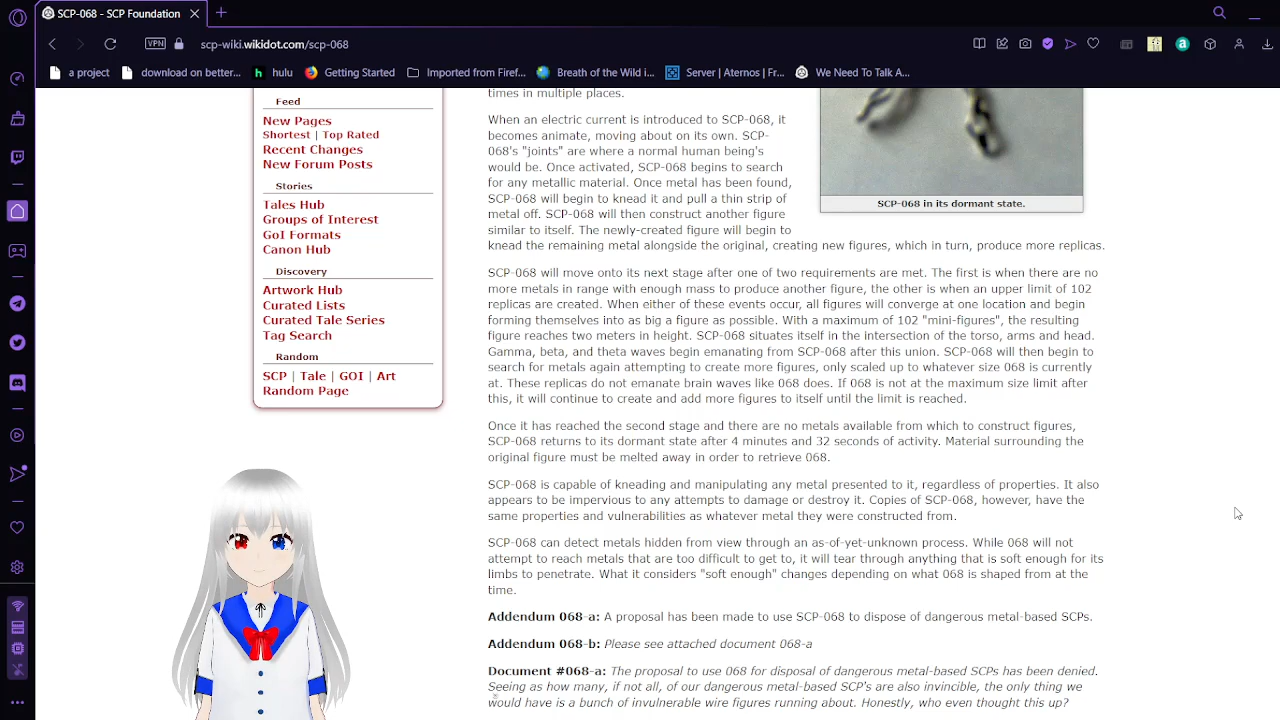 SCP-068 - SCP Foundation
VPN
scp-wiki.wikidot.com/scp-068
a project
download on better...
hulu
Getting Started
Imported from Firef...
Breath of the Wild i...
Server | Aternos | Fr...
We Need To Talk A...
Feed
New Pages
Shortest | Top Rated
Recent Changes
New Forum Posts
Stories
Tales Hub
Groups of Interest
GoI Formats
Canon Hub
Discovery
Artwork Hub
Curated Lists
Curated Tale Series
Tag Search
Random
SCP | Tale | GOI | Art
Random Page
times in multiple places.
When an electric current is introduced to SCP-068, it
becomes animate, moving about on its own. SCP-
068's "joints" are where a normal human being's
would be. Once activated, SCP-068 begins to search
for any metallic material. Once metal has been found,
SCP-068 will begin to knead it and pull a thin strip of
metal off. SCP-068 will then construct another figure
similar to itself. The newly-created figure will begin to
knead the remaining metal alongside the original, creating new figures, which in turn, produce more replicas.
SCP-068 in its dormant state.
SCP-068 will move onto its next stage after one of two requirements are met. The first is when there are no
more metals in range with enough mass to produce another figure, the other is when an upper limit of 102
replicas are created. When either of these events occur, all figures will converge at one location and begin
forming themselves into as big a figure as possible. With a maximum of 102 "mini-figures", the resulting
figure reaches two meters in height. SCP-068 situates itself in the intersection of the torso, arms and head.
Gamma, beta, and theta waves begin emanating from SCP-068 after this union. SCP-068 will then begin to
search for metals again attempting to create more figures, only scaled up to whatever size 068 is currently
at. These replicas do not emanate brain waves like 068 does. If 068 is not at the maximum size limit after
this, it will continue to create and add more figures to itself until the limit is reached.
Once it has reached the second stage and there are no metals available from which to construct figures,
SCP-068 returns to its dormant state after 4 minutes and 32 seconds of activity. Material surrounding the
original figure must be melted away in order to retrieve 068.
SCP-068 is capable of kneading and manipulating any metal presented to it, regardless of properties. It also
appears to be impervious to any attempts to damage or destroy it. Copies of SCP-068, however, have the
same properties and vulnerabilities as whatever metal they were constructed from.
SCP-068 can detect metals hidden from view through an as-of-yet-unknown process. While 068 will not
attempt to reach metals that are too difficult to get to, it will tear through anything that is soft enough for its
limbs to penetrate. What it considers "soft enough" changes depending on what 068 is shaped from at the
time.
Addendum 068-a: A proposal has been made to use SCP-068 to dispose of dangerous metal-based SCPs.
Addendum 068-b: Please see attached document 068-a
Document #068-a: The proposal to use 068 for disposal of dangerous metal-based SCPs has been denied.
Seeing as how many, if not all, of our dangerous metal-based SCP's are also invincible, the only thing we
would have is a bunch of invulnerable wire figures running about. Honestly, who even thought this up?